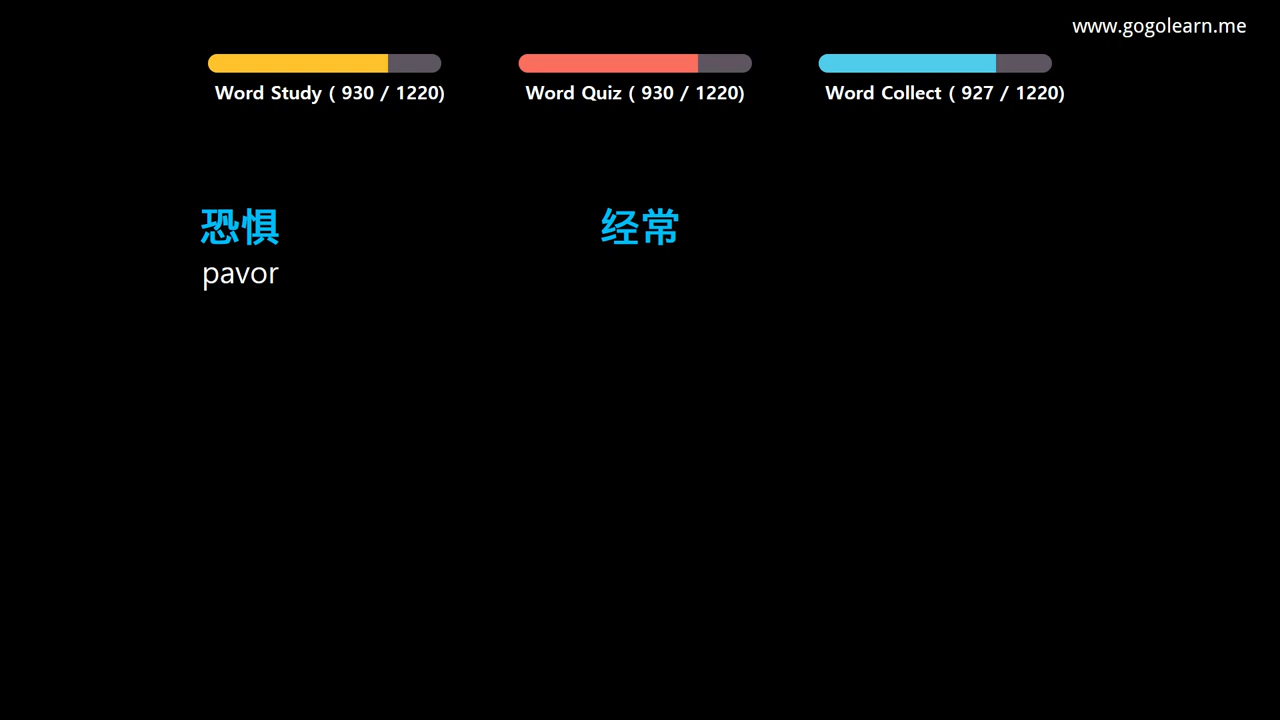 www.gogolearn.me
Word Study ( 930 / 1220)
Word Quiz ( 930 / 1220)
Word Collect ( 927 / 1220)
恐惧
经常
pavor